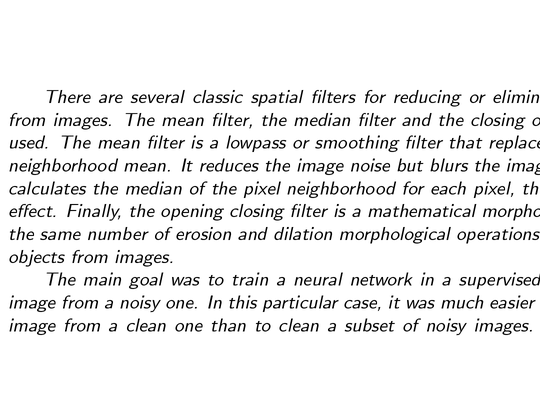 There are several classic spatial filters for reducing or elimin
from images. The mean filter, the median filter and the closing o
used. The mean filter is a lowpass or smoothing filter that replace
neighborhood mean. It reduces the image noise but blurs the imag
calculates the median of the pixel neighborhood for each pixel, th
effect. Finally, the opening closing filter is a mathematical morpho
the same number of erosion and dilation morphological operations
objects from images.
The main goal was to train a neural network in a supervised
image from a noisy one. In this particular case, it was much easier
image from a clean one than to clean a subset of noisy images.